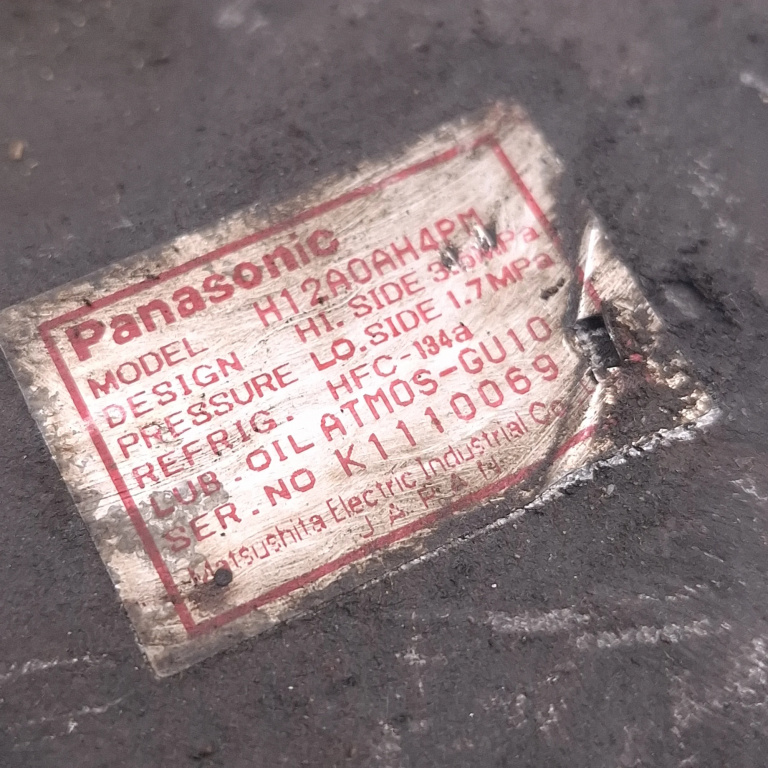 Panasonic
MODEL H12A0AH4PM
DESIGN HI. SIDE 3.6MPa
PRESSURE LO.SIDE 1.7MPa
REFRIG. HFC-134a
LUB. OIL ATMOS-GU10
SER.NO K1110069
Matsushita Electric Industrial Co
JAPAN